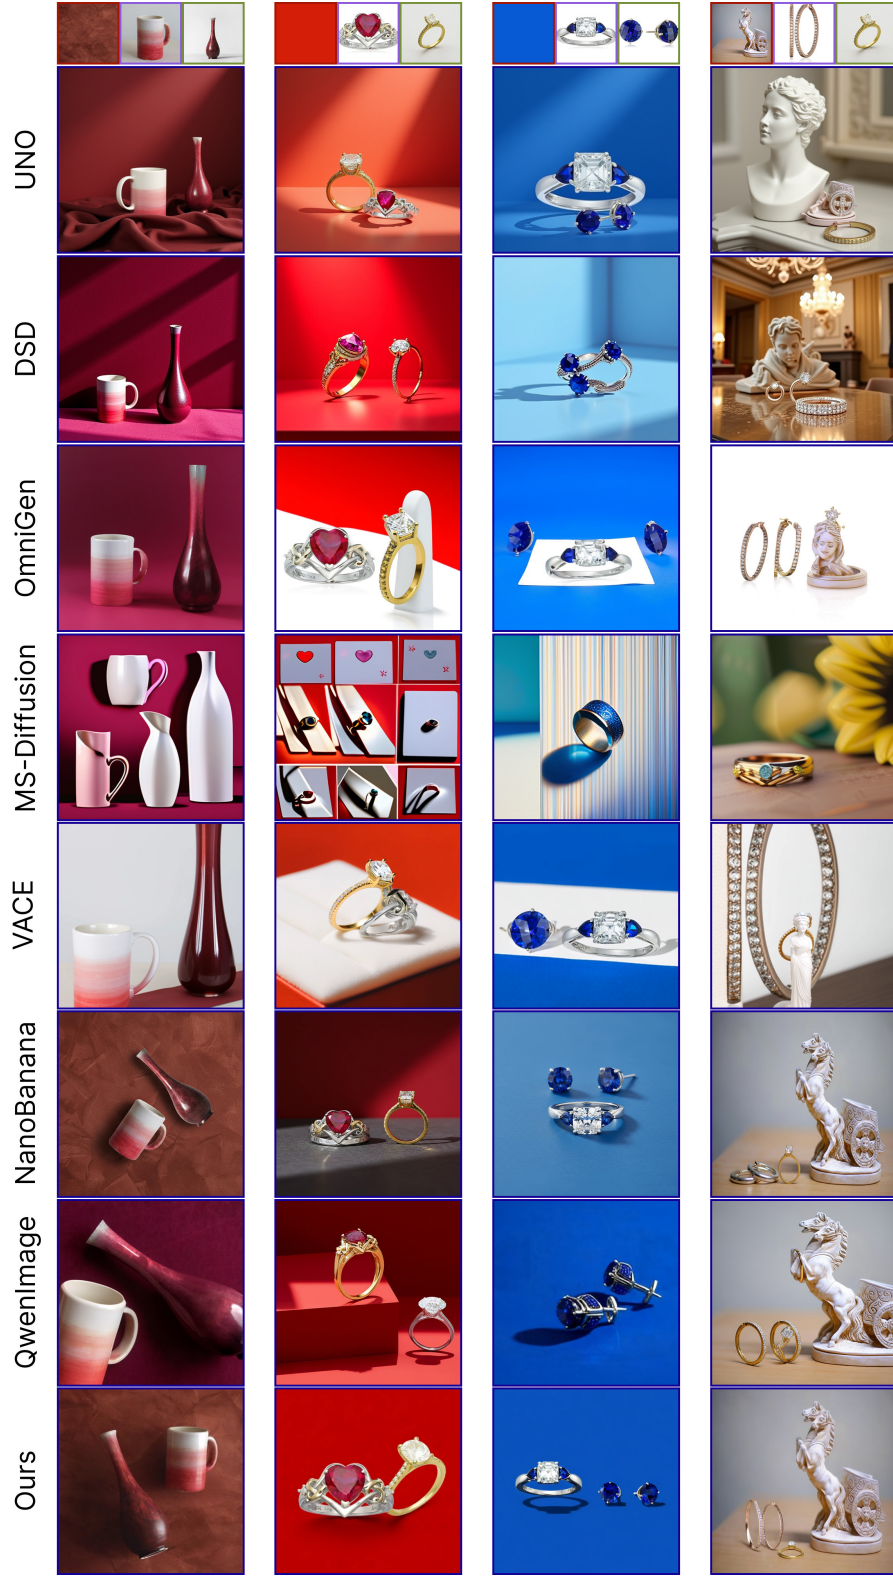 UNO
DSD
OmniGen
MS-Diffusion
VACE
NanoBanana
QwenImage
Ours